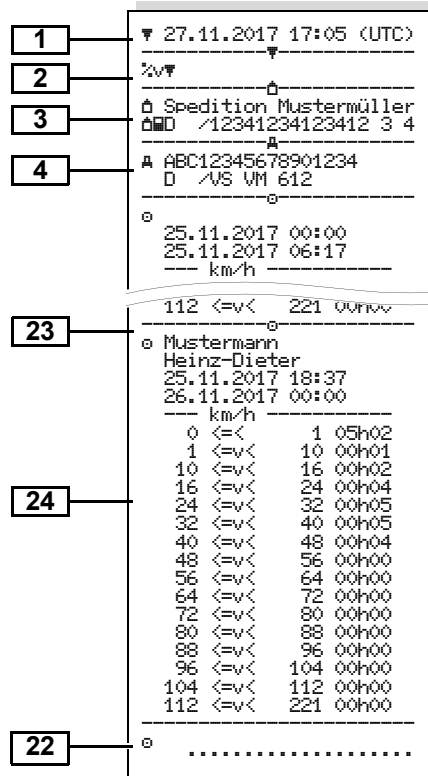 1 ▼ 27.11.2017 17:05 (UTC)
2 %v▼
3 Spedition Mustermüller
D /12341234123412 3 4
4 ABC12345678901234
D /VS VM 612
25.11.2017 00:00
25.11.2017 06:17
--- km/h -----------
112 <=v< 221 00h00
23
Mustermann
Heinz-Dieter
25.11.2017 18:37
26.11.2017 00:00
--- km/h -----------
0 <=< 1 05h02
1 <=v< 10 00h01
10 <=v< 16 00h02
16 <=v< 24 00h04
24 24 <=v< 32 00h05
32 <=v< 40 00h05
40 <=v< 48 00h04
48 <=v< 56 00h00
56 <=v< 64 00h00
64 <=v< 72 00h00
72 <=v< 80 00h00
80 <=v< 88 00h00
88 <=v< 96 00h00
96 <=v< 104 00h00
104 <=v< 112 00h00
112 <=v< 221 00h00
22 ....................